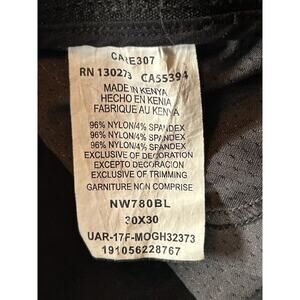 CARE307
RN 130273 CA55394
MADE IN KENYA
HECHO EN KENIA
FABRIQUE AU KENYA
96% NYLON/4% SPANDEX
96% NYLON/4% SPANDEX
96% NYLON/4% SPANDEX
EXCLUSIVE OF DECORATION
EXCEPTO DECORACION
EXCLUSIVE OF TRIMMING
GARNITURE NON COMPRISE
NW780BL
30X30
UAR-17F-MOGH32373
191056228767